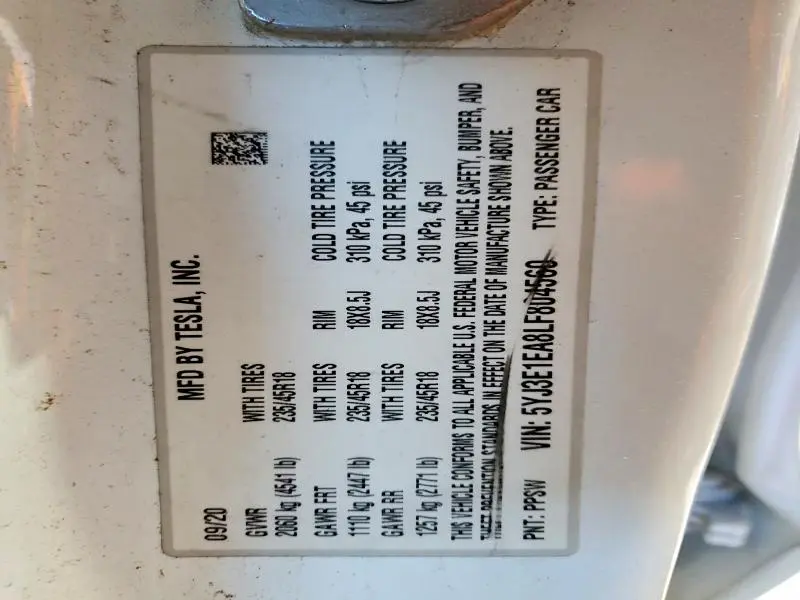 MFD BY TESLA, INC.
09/20
GVWR WITH TIRES
2060 kg (4541 lb) 235/45R18
GAWR FRT WITH TIRES RIM COLD TIRE PRESSURE
1110 kg (2447 lb) 235/45R18 18X8.5J 310 kPa, 45 psi
GAWR RR WITH TIRES RIM COLD TIRE PRESSURE
1257 kg (2771 lb) 235/45R18 18X8.5J 310 kPa, 45 psi
THIS VEHICLE CONFORMS TO ALL APPLICABLE U.S. FEDERAL MOTOR VEHICLE SAFETY, BUMPER, AND
THEFT PREVENTION STANDARDS IN EFFECT ON THE DATE OF MANUFACTURE SHOWN ABOVE.
PNT: PPSW VIN: 5YJ3E1EA8LF804560 TYPE: PASSENGER CAR